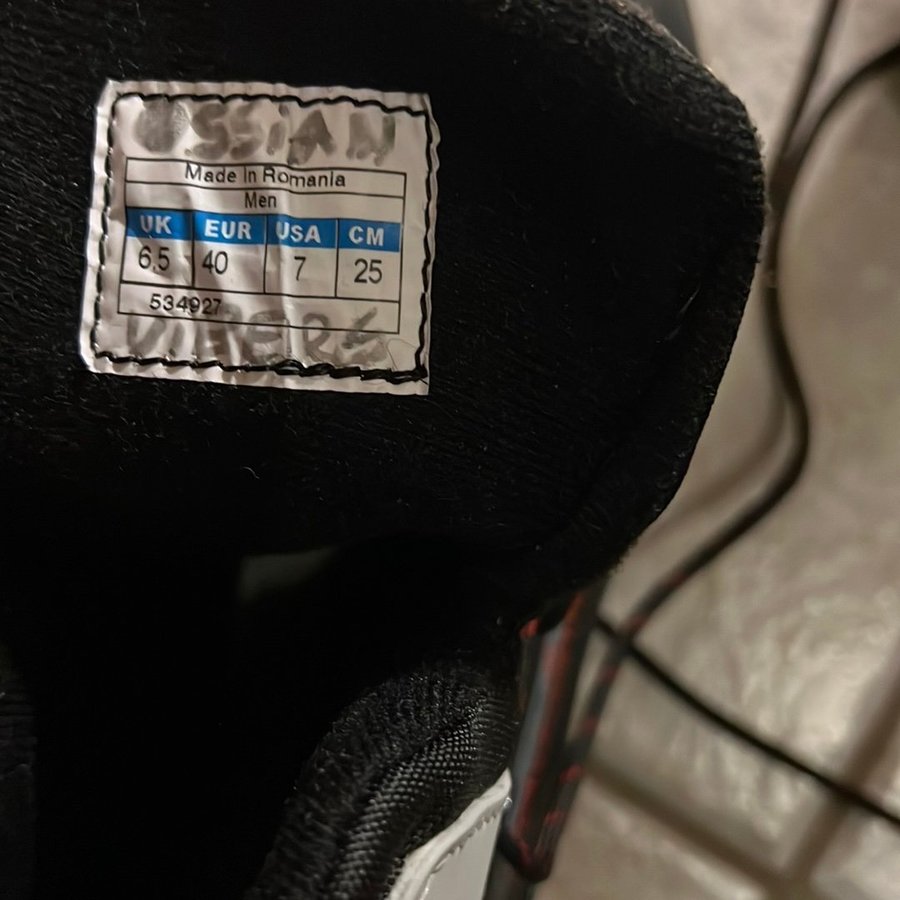 OSSIAN
Made In Romania
Men
UK EUR USA CM
6.5 40 7 25
534927